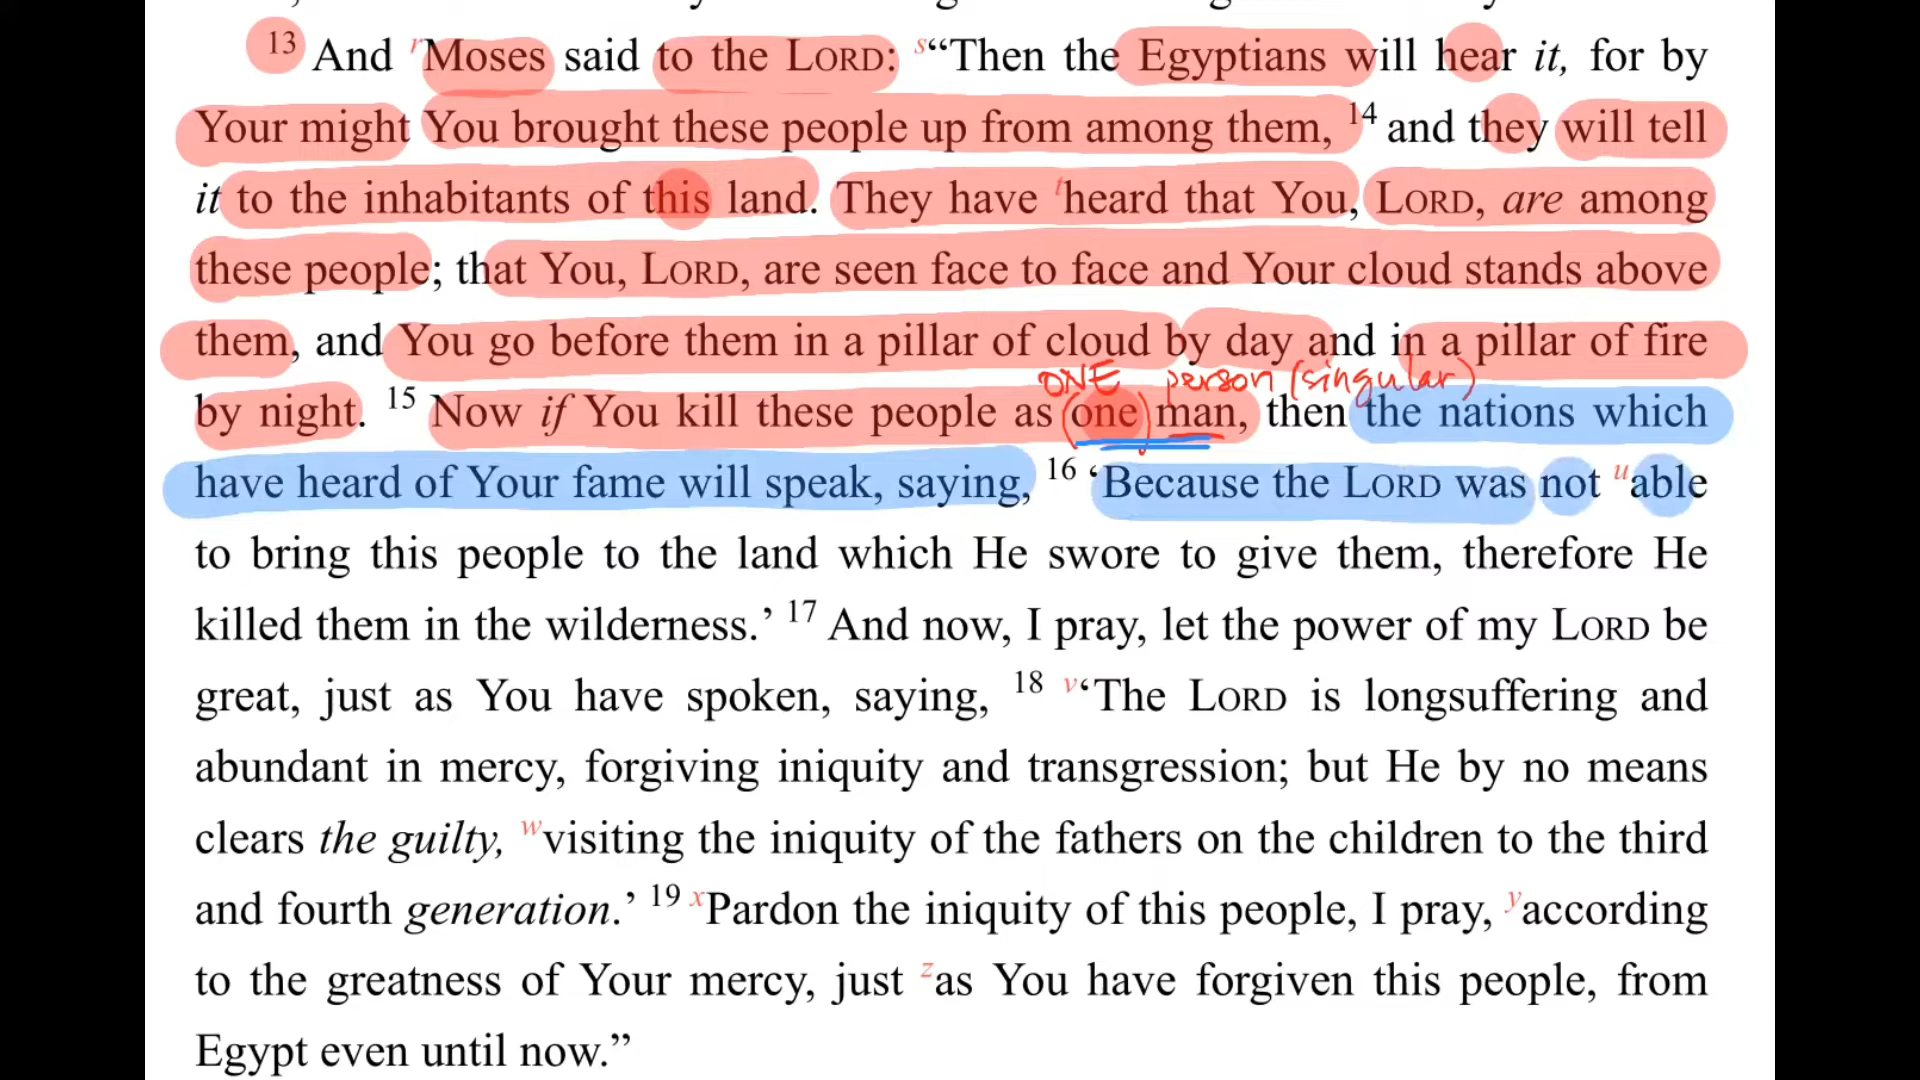 13 And rMoses said to the LORD: s“Then the Egyptians will hear it, for by
Your might You brought these people up from among them, 14 and they will tell
it to the inhabitants of this land. They have theard that You, LORD, are among
these people; that You, LORD, are seen face to face and Your cloud stands above
them, and You go before them in a pillar of cloud by day and in a pillar of fire
ONE person (singular)
by night. 15 Now if You kill these people as (one) man, then the nations which
have heard of Your fame will speak, saying, 16 ‘Because the LORD was not uable
to bring this people to the land which He swore to give them, therefore He
killed them in the wilderness.’ 17 And now, I pray, let the power of my LORD be
great, just as You have spoken, saying, 18 v‘The LORD is longsuffering and
abundant in mercy, forgiving iniquity and transgression; but He by no means
clears the guilty, wvisiting the iniquity of the fathers on the children to the third
and fourth generation.’ 19 xPardon the iniquity of this people, I pray, yaccording
to the greatness of Your mercy, just zas You have forgiven this people, from
Egypt even until now.”